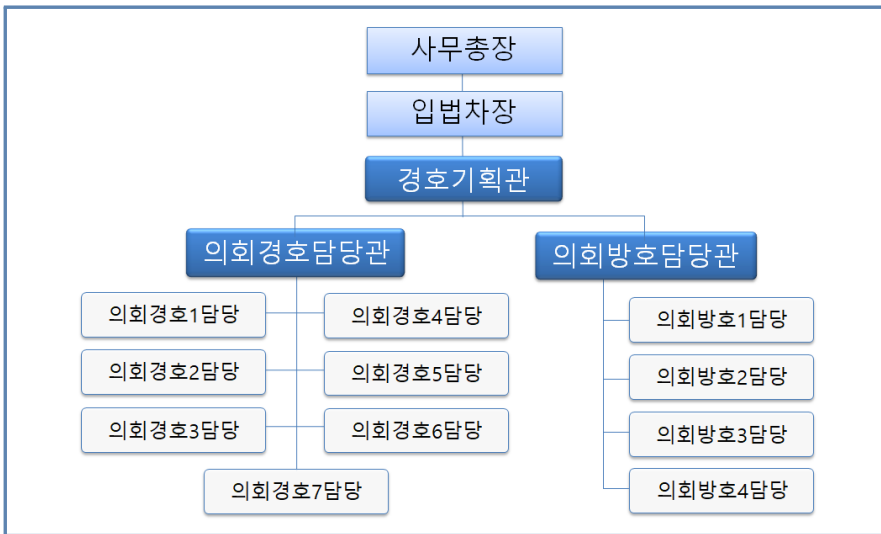 사무총장
입법차장
경호기획관
의회경호담당관
의회방호담당관
의회경호1담당
의회경호4담당
의회경호2담당
의회경호5담당
의회경호3담당
의회경호6담당
의회경호7담당
의회방호1담당
의회방호2담당
의회방호3담당
의회방호4담당